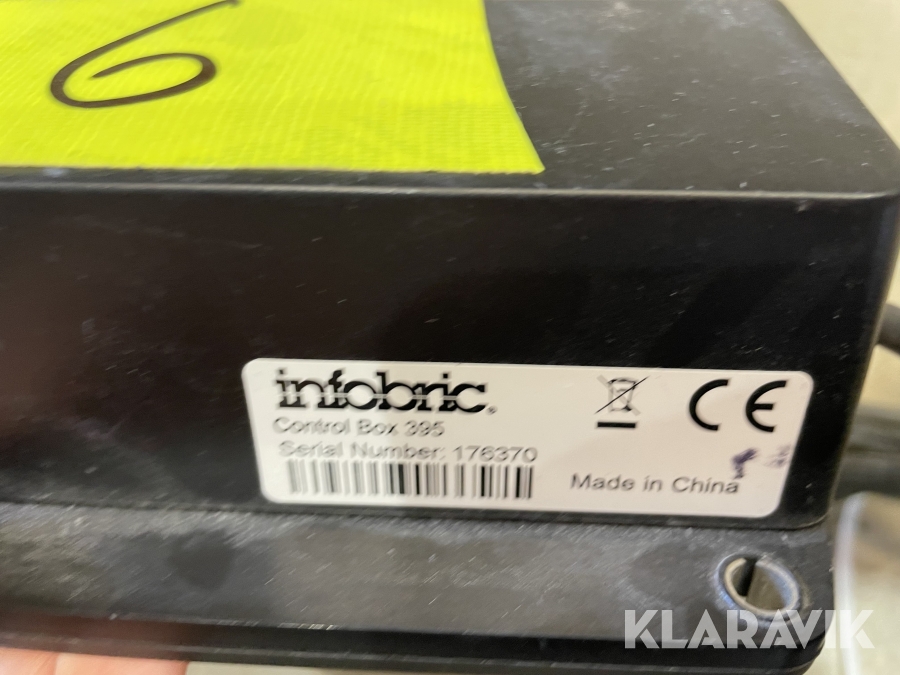 6
infobric®
Control Box 395
Serial Number: 176370
CE
Made in China
KLARAVIK